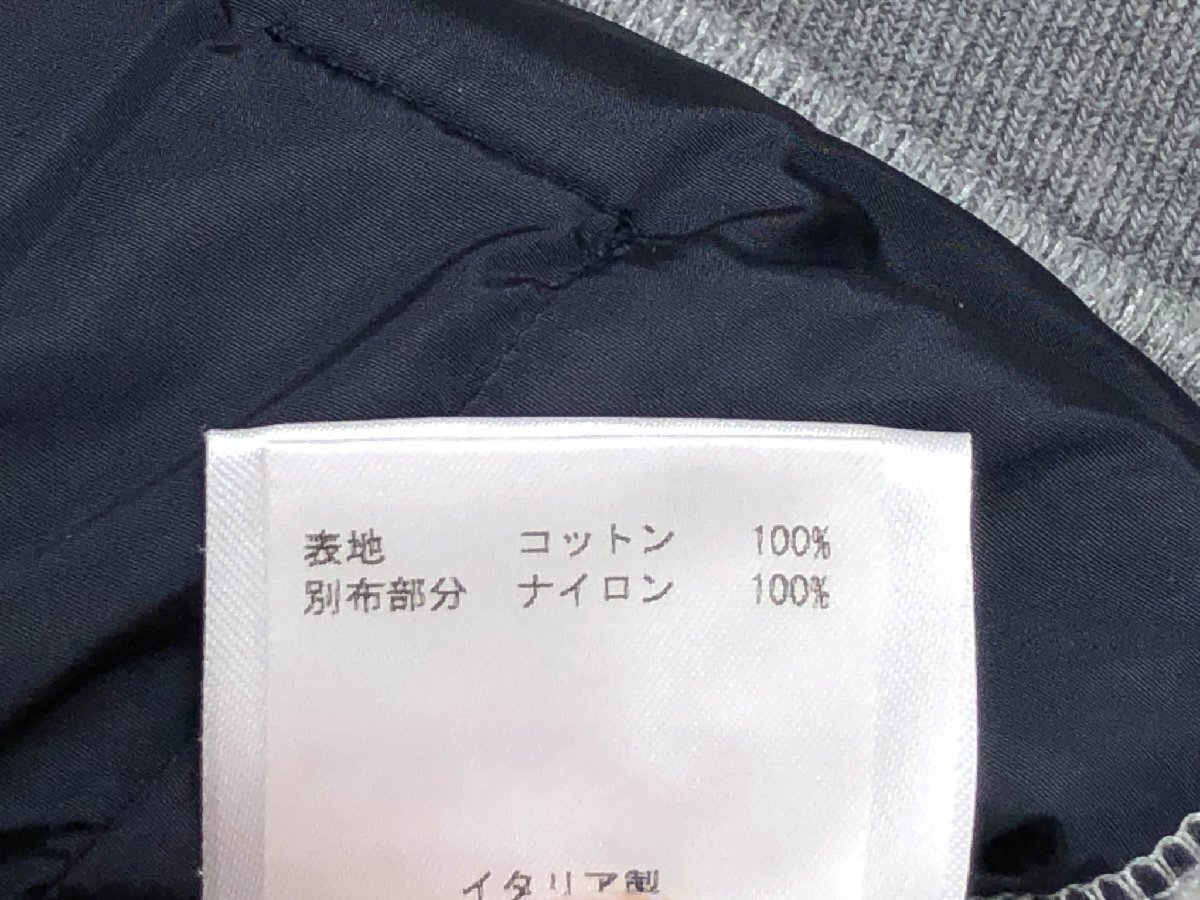 表地 コットン 100%
別布部分 ナイロン 100%
イタリア製